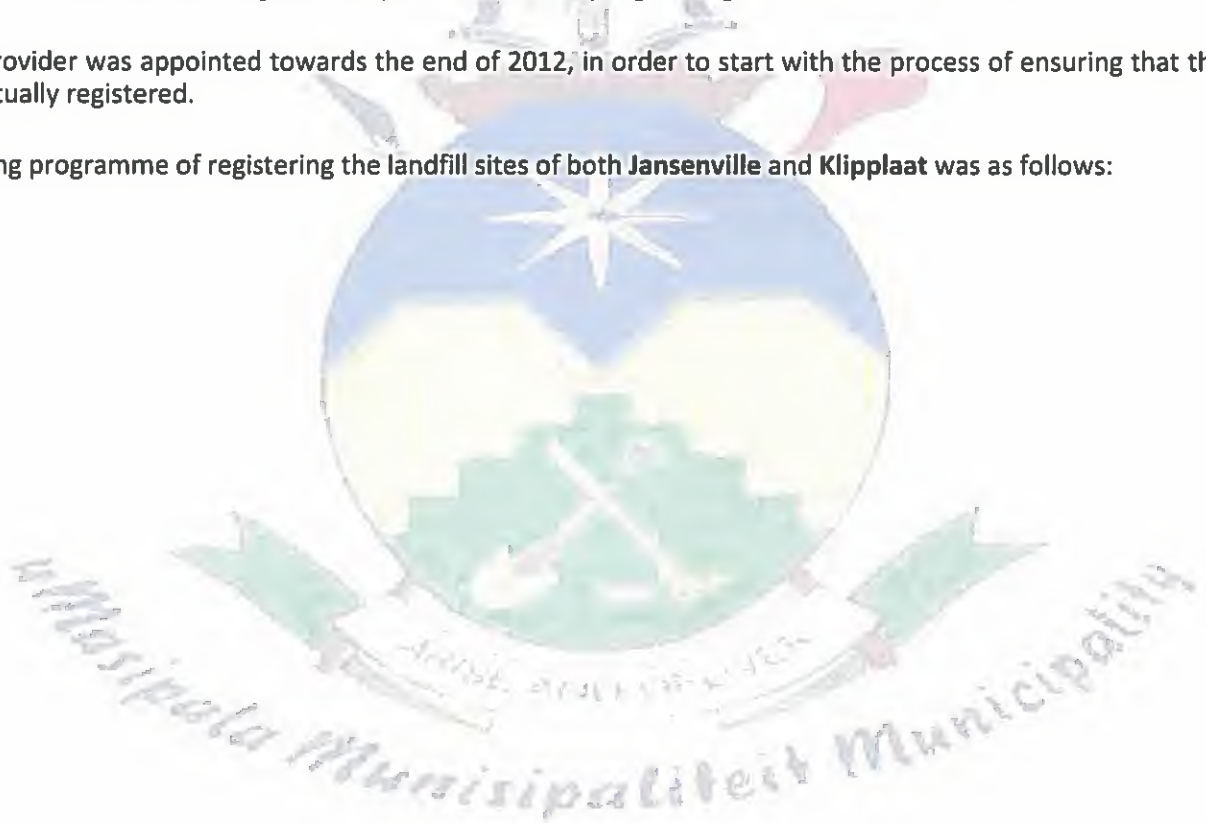 rovider was appointed towards the end of 2012, in order to start with the process of ensuring that th
tually registered.
ng programme of registering the landfill sites of both Jansenville and Klipplaat was as follows:
uMasipala Munisipaliteit Municipality